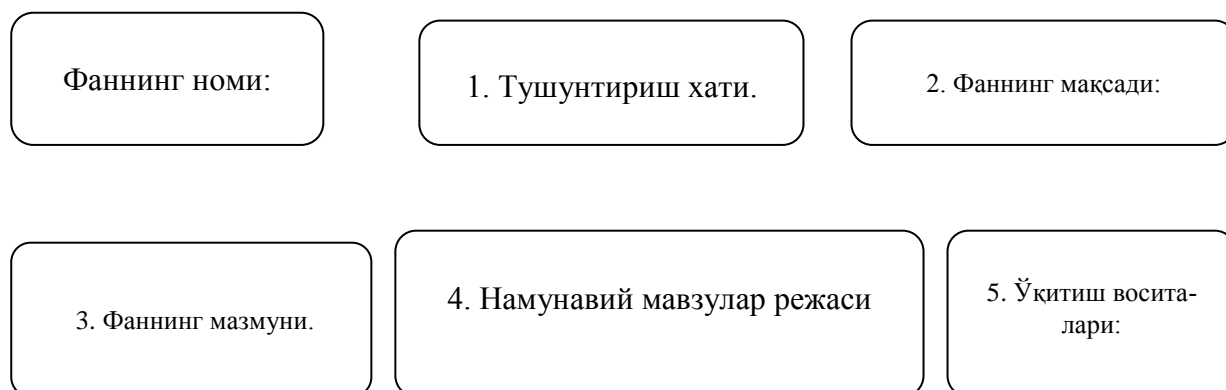 Фаннинг номи:
1. Тушунтириш хати.
2. Фаннинг мақсади:
3. Фаннинг мазмуни.
4. Намунавий мавзулар режаси
5. Ўқитиш восита-
лари: